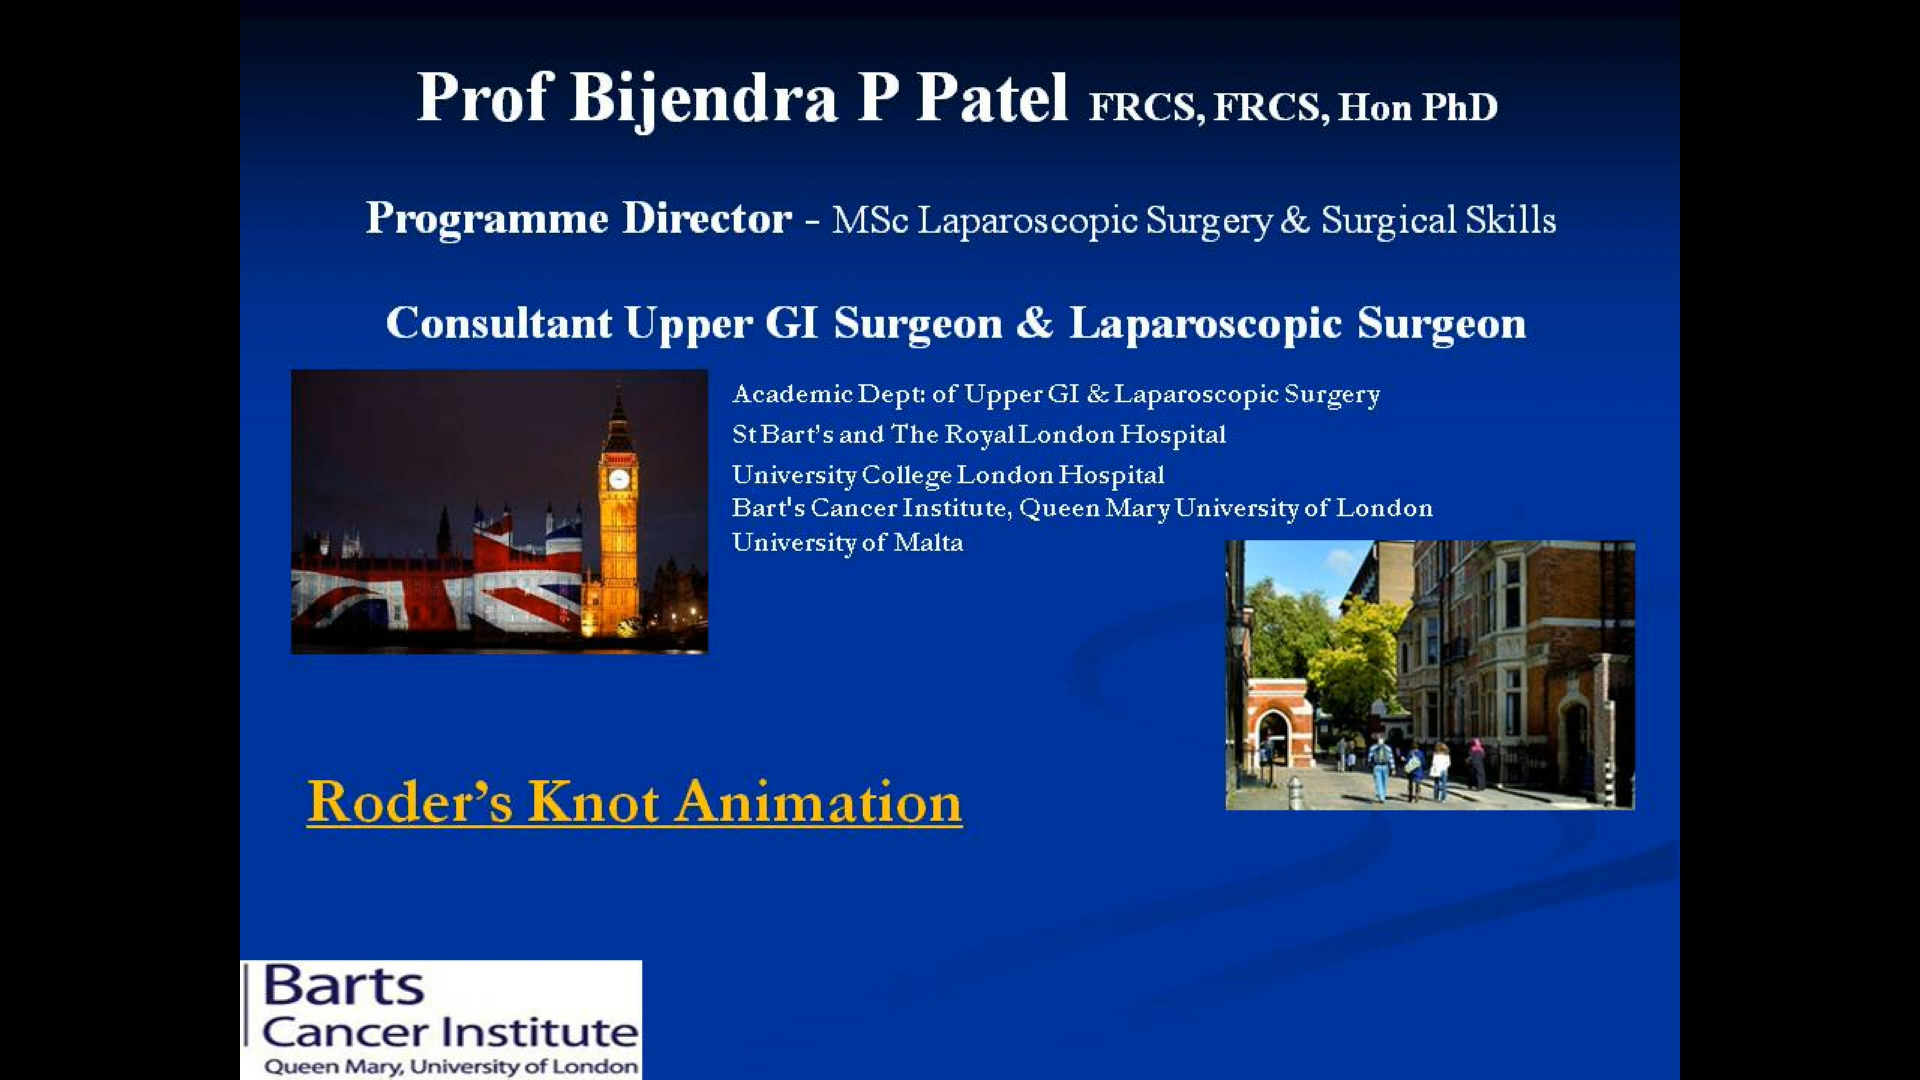 Prof Bijendra P Patel FRCS, FRCS, Hon PhD
Programme Director - MSc Laparoscopic Surgery & Surgical Skills
Consultant Upper GI Surgeon & Laparoscopic Surgeon
Academic Dept: of Upper GI & Laparoscopic Surgery
St Bart's and The Royal London Hospital
University College London Hospital
Bart's Cancer Institute, Queen Mary University of London
University of Malta
Roder's Knot Animation
Barts
Cancer Institute
Queen Mary, University of London